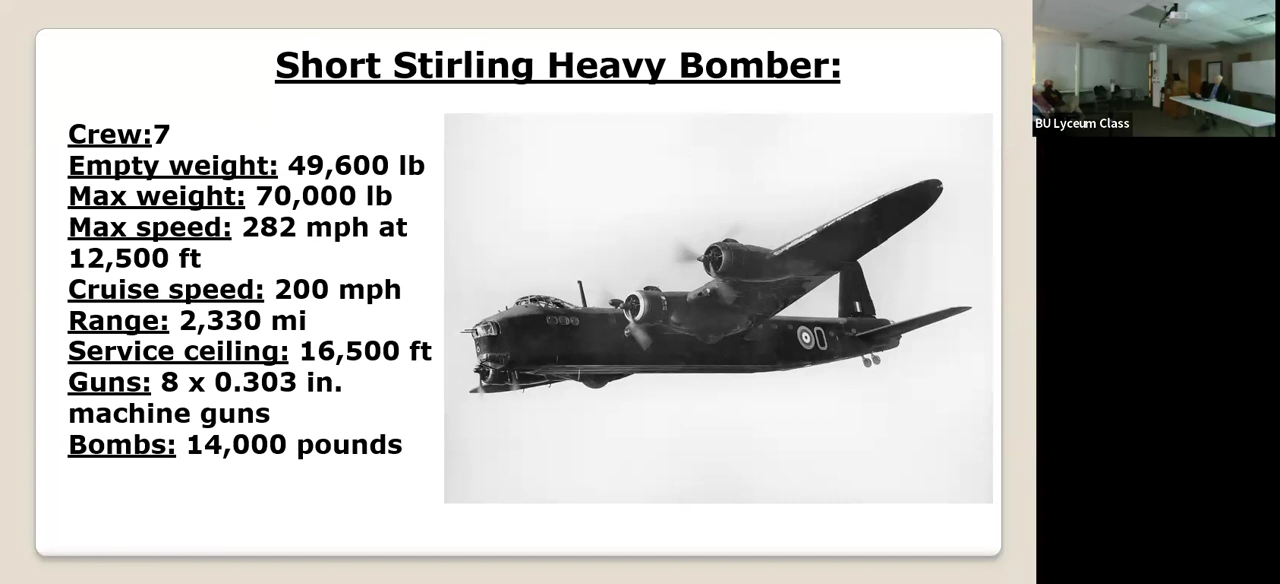 Short Stirling Heavy Bomber:
Crew:7
Empty weight: 49,600 lb
Max weight: 70,000 lb
Max speed: 282 mph at
12,500 ft
Cruise speed: 200 mph
Range: 2,330 mi
Service ceiling: 16,500 ft
Guns: 8 x 0.303 in.
machine guns
Bombs: 14,000 pounds
BU Lyceum Class